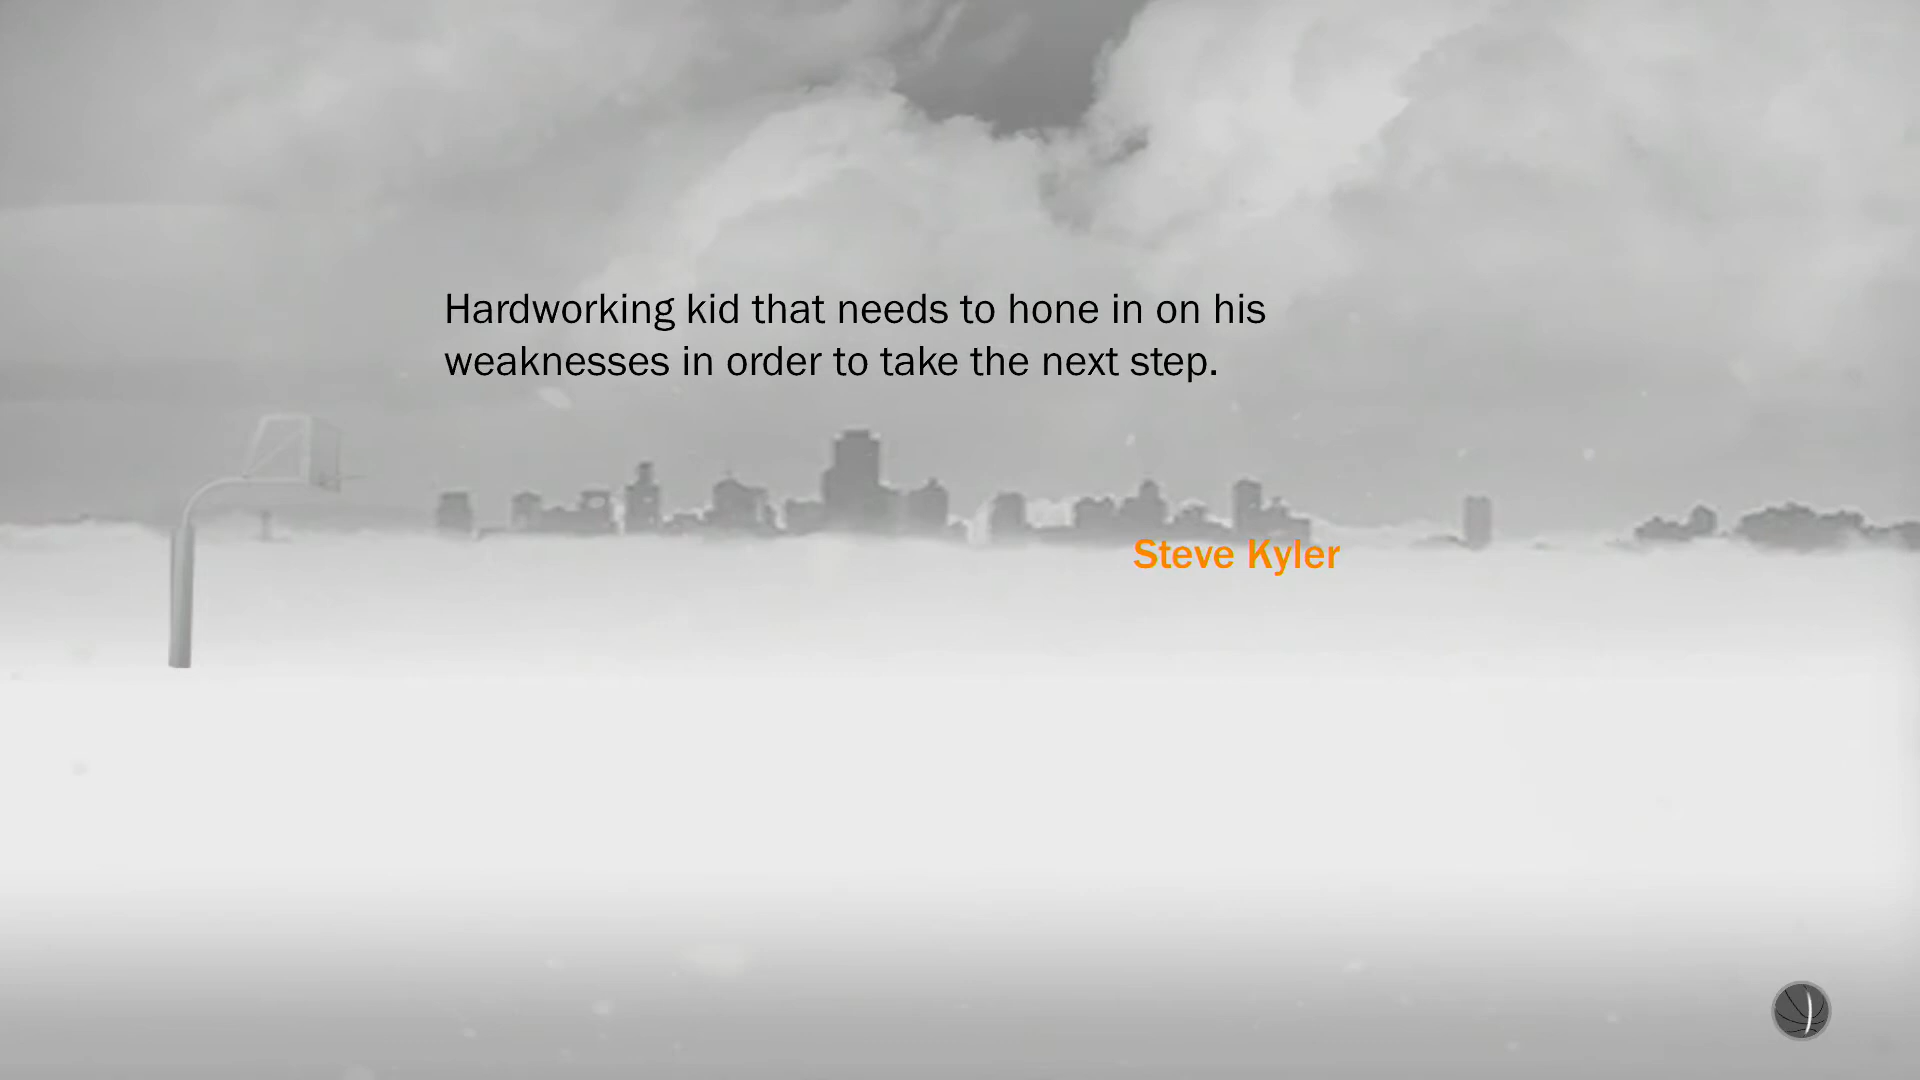 Hardworking kid that needs to hone in on his
weaknesses in order to take the next step.
Steve Kyler